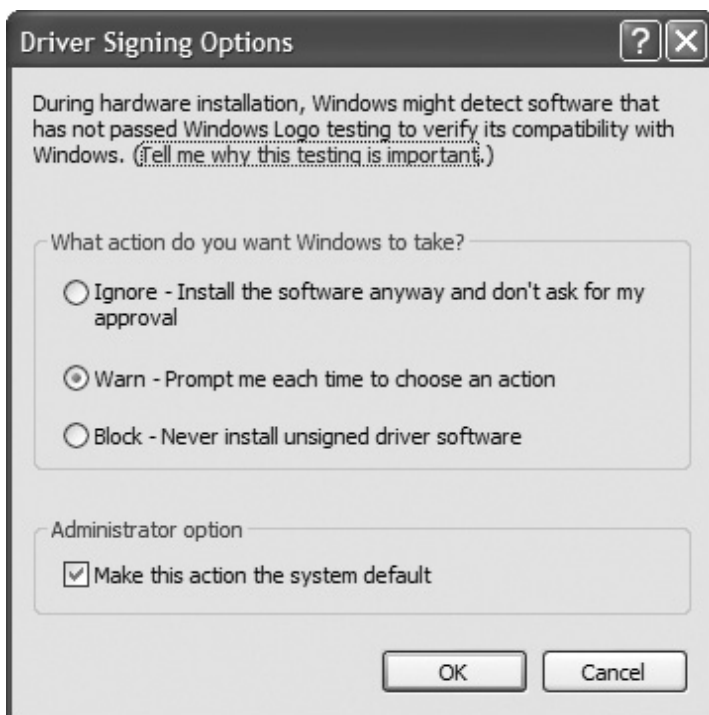 Driver Signing Options
During hardware installation, Windows might detect software that
has not passed Windows Logo testing to verify its compatibility with
Windows. (Tell me why this testing is important.)
What action do you want Windows to take?
Ignore - Install the software anyway and don't ask for my
approval
Warn - Prompt me each time to choose an action
Block - Never install unsigned driver software
Administrator option
Make this action the system default
OK Cancel